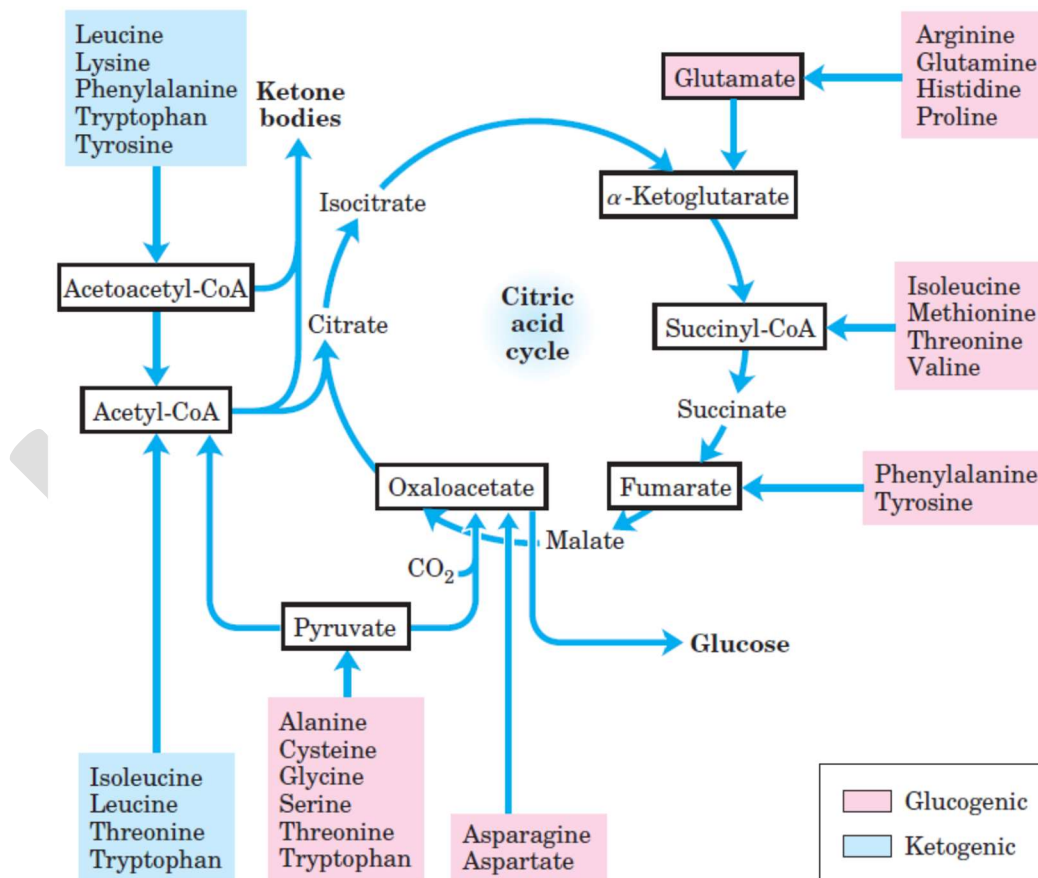 Leucine
Lysine
Phenylalanine
Tryptophan
Tyrosine
Ketone
bodies
Glutamate
Arginine
Glutamine
Histidine
Proline
Isocitrate
α-Ketoglutarate
Acetoacetyl-CoA
Citrate
Citric
acid
cycle
Succinyl-CoA
Isoleucine
Methionine
Threonine
Valine
Acetyl-CoA
Succinate
Oxaloacetate
Fumarate
Phenylalanine
Tyrosine
Malate
CO₂
Pyruvate
Glucose
Isoleucine
Leucine
Threonine
Tryptophan
Alanine
Cysteine
Glycine
Serine
Threonine
Tryptophan
Asparagine
Aspartate
Glucogenic
Ketogenic